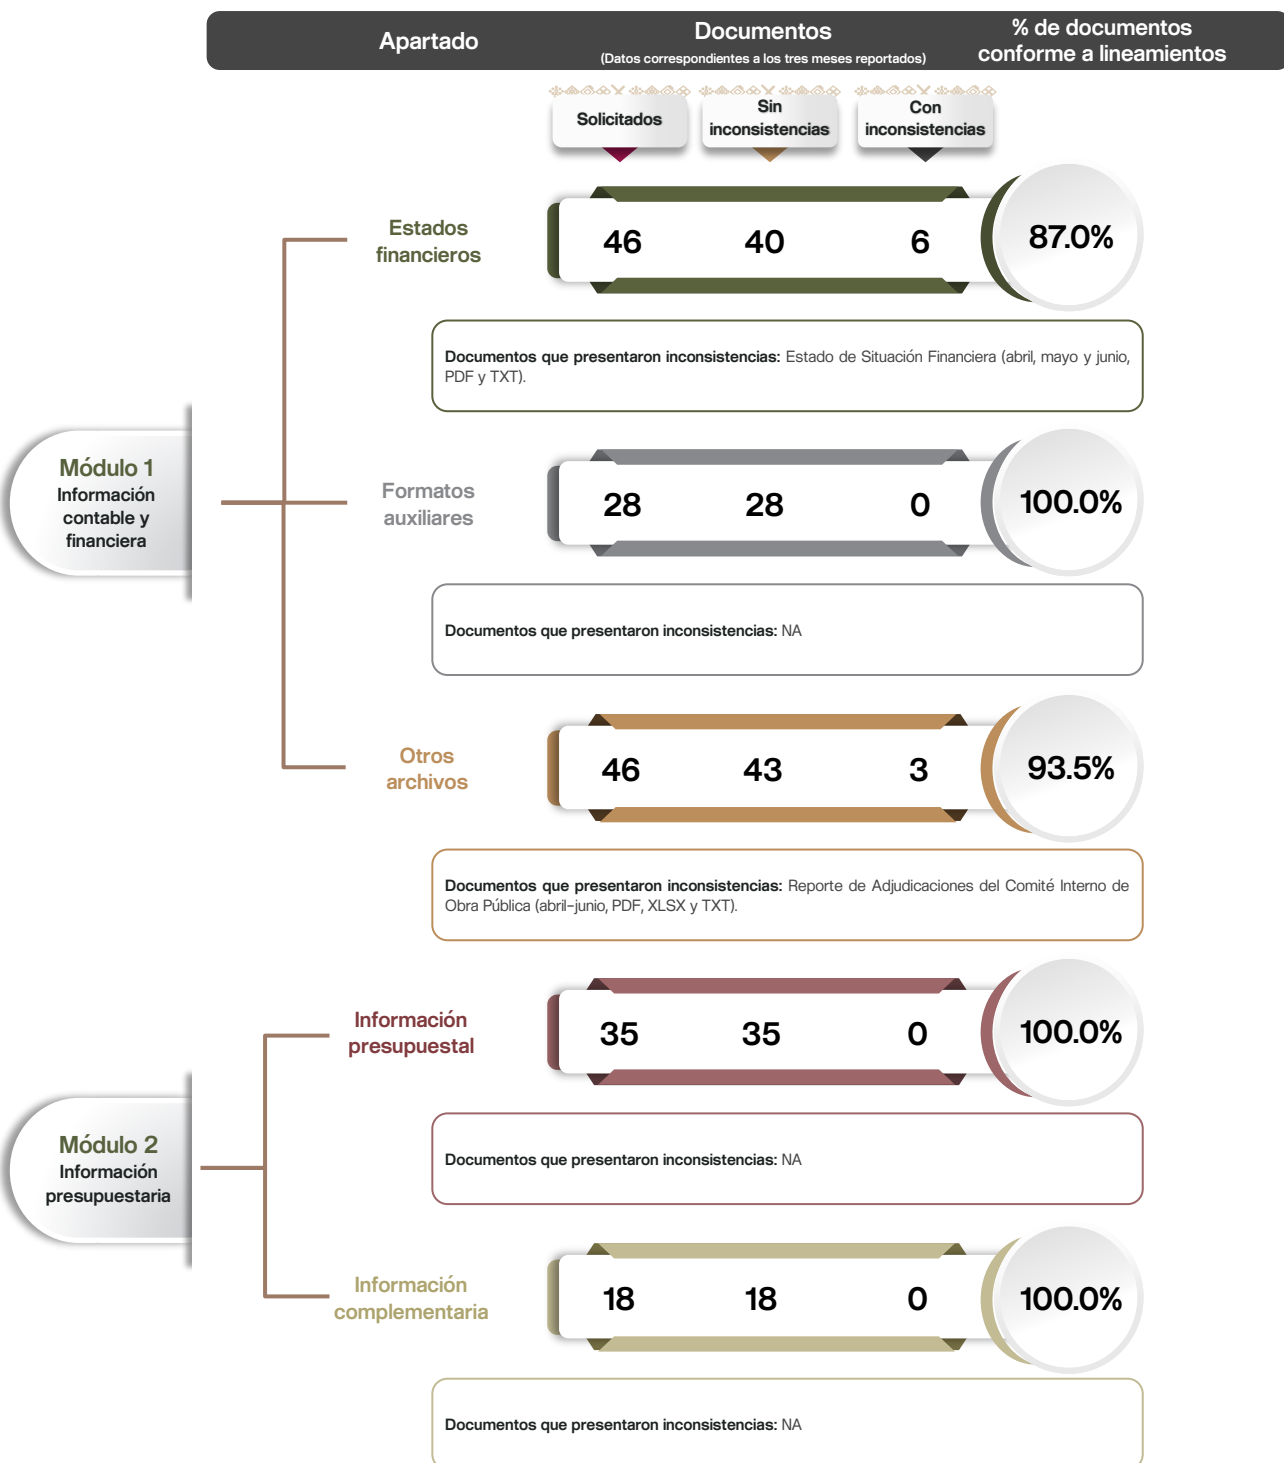 Apartado
Documentos
(Datos correspondientes a los tres meses reportados)
% de documentos
conforme a lineamientos
Solicitados
Sin
inconsistencias
Con
inconsistencias
Módulo 1
Información
contable y
financiera
Estados
financieros
46 40 6 87.0%
Documentos que presentaron inconsistencias: Estado de Situación Financiera (abril, mayo y junio,
PDF y TXT).
Formatos
auxiliares
28 28 0 100.0%
Documentos que presentaron inconsistencias: NA
Otros
archivos
46 43 3 93.5%
Documentos que presentaron inconsistencias: Reporte de Adjudicaciones del Comité Interno de
Obra Pública (abril-junio, PDF, XLSX y TXT).
Módulo 2
Información
presupuestaria
Información
presupuestal
35 35 0 100.0%
Documentos que presentaron inconsistencias: NA
Información
complementaria
18 18 0 100.0%
Documentos que presentaron inconsistencias: NA